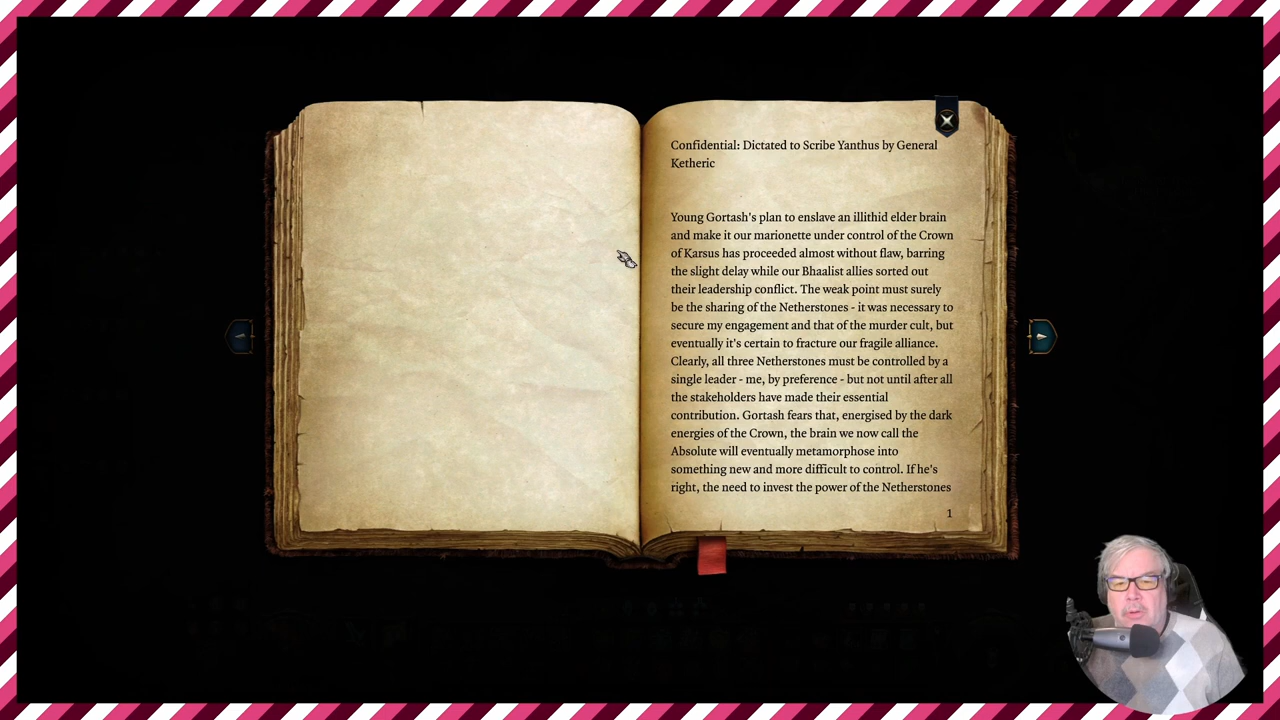 Confidential: Dictated to Scribe Yanthus by General
Ketheric
Young Gortash's plan to enslave an illithid elder brain
and make it our marionette under control of the Crown
of Karsus has proceeded almost without flaw, barring
the slight delay while our Bhaalist allies sorted out
their leadership conflict. The weak point must surely
be the sharing of the Netherstones - it was necessary to
secure my engagement and that of the murder cult, but
eventually it's certain to fracture our fragile alliance.
Clearly, all three Netherstones must be controlled by a
single leader - me, by preference - but not until after all
the stakeholders have made their essential
contribution. Gortash fears that, energised by the dark
energies of the Crown, the brain we now call the
Absolute will eventually metamorphose into
something new and more difficult to control. If he's
right, the need to invest the power of the Netherstones
1